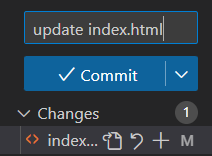 update index.html
Commit
Changes 1
index... M